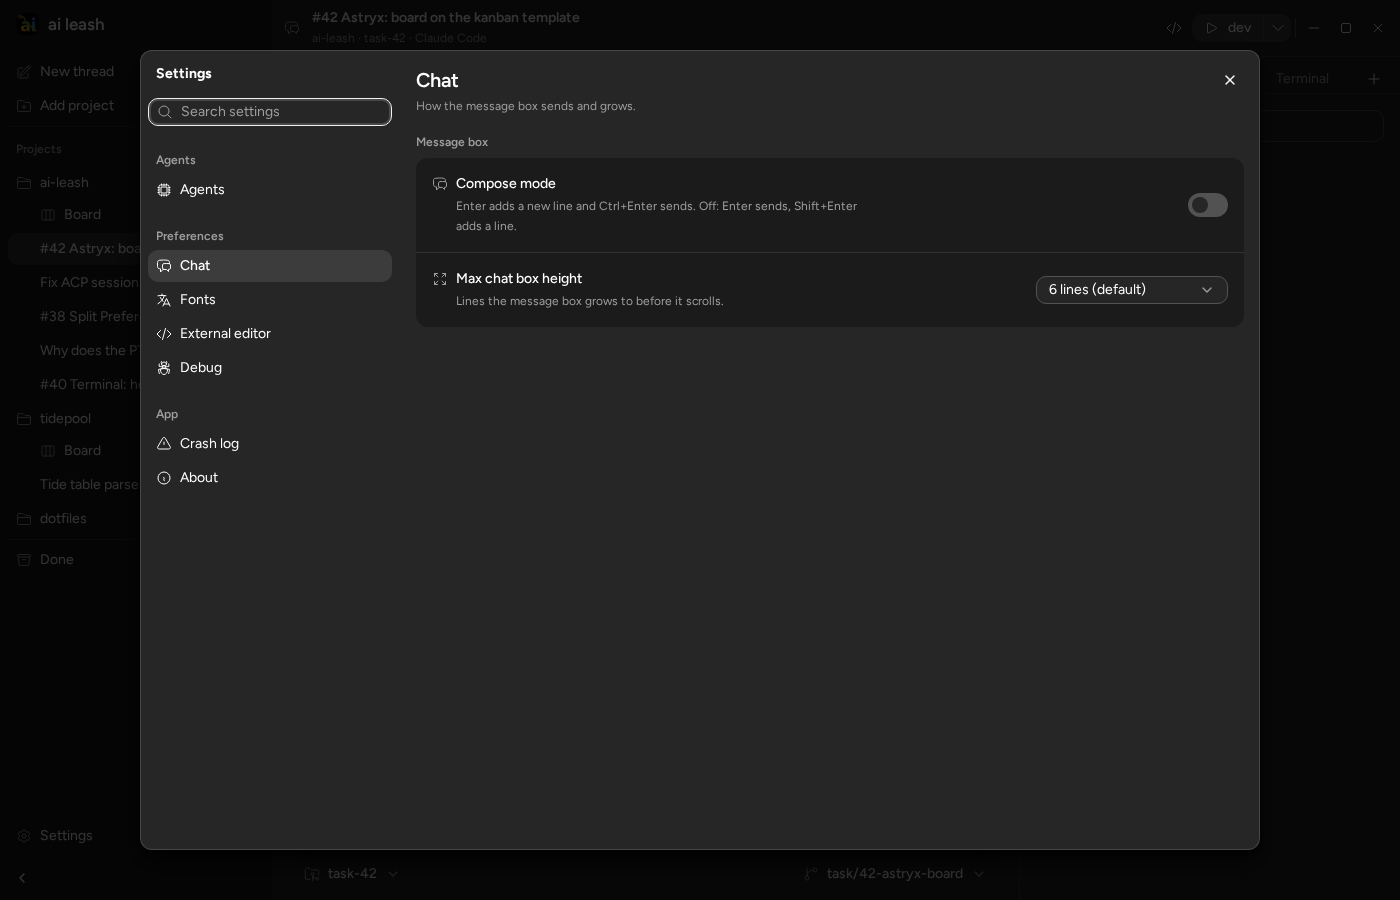 ai leash
#42 Astryx: board on the kanban template
ai-leash · task-42 · Claude Code
dev
New thread
Add project
Projects
ai-leash
Board
#42 Astryx: boa
Fix ACP session
#38 Split Prefer
Why does the P
#40 Terminal: h
tidepool
Board
Tide table parse
dotfiles
Done
Settings
Terminal
Settings
Search settings
Agents
Agents
Preferences
Chat
Fonts
External editor
Debug
App
Crash log
About
Chat
How the message box sends and grows.
Message box
Compose mode
Enter adds a new line and Ctrl+Enter sends. Off: Enter sends, Shift+Enter
adds a line.
Max chat box height
Lines the message box grows to before it scrolls.
6 lines (default)
task-42
task/42-astryx-board